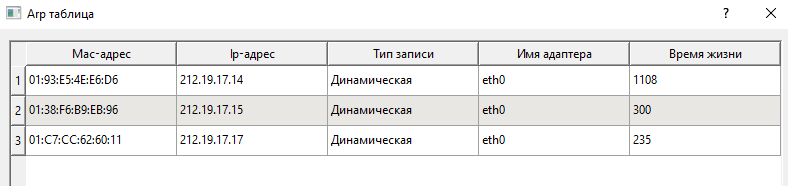 Arp таблица
Mac-адрес Ip-адрес Тип записи Имя адаптера Время жизни
1 01:93:E5:4E:E6:D6 212.19.17.14 Динамическая eth0 1108
2 01:38:F6:B9:EB:96 212.19.17.15 Динамическая eth0 300
3 01:C7:CC:62:60:11 212.19.17.17 Динамическая eth0 235